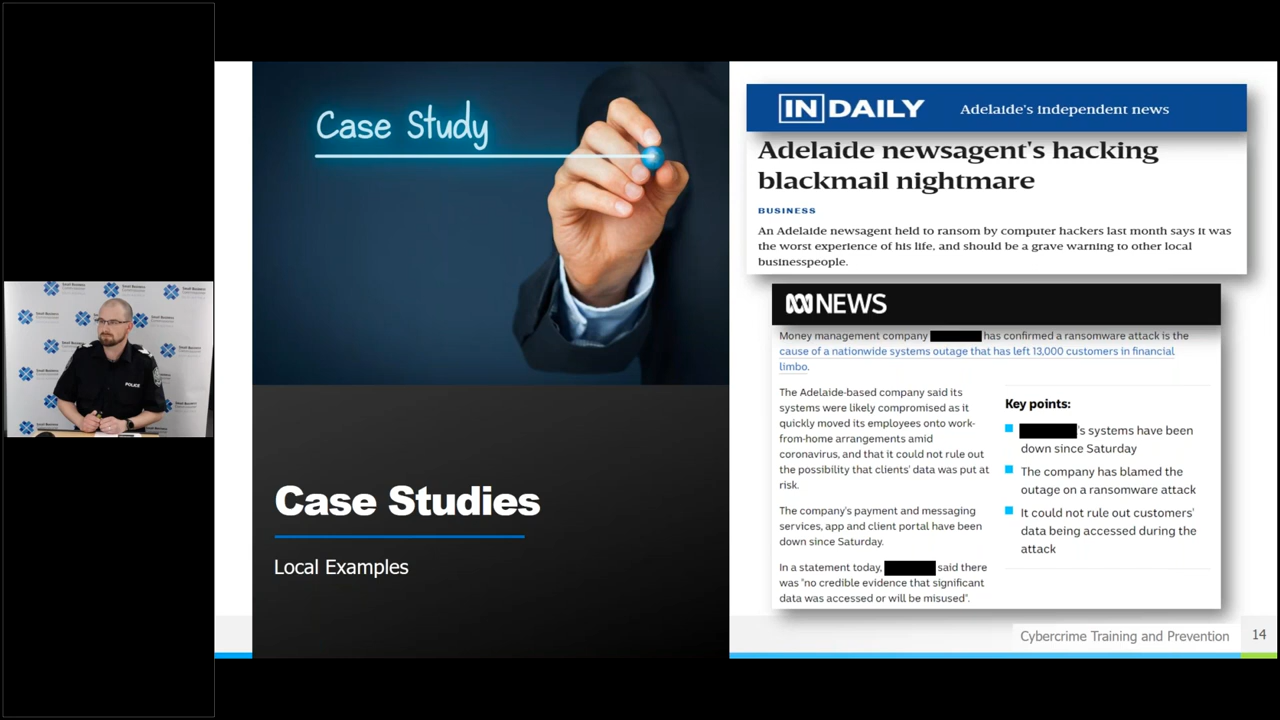 Case Study
Case Studies
Local Examples
INDAILY
Adelaide's independent news
Adelaide newsagent's hacking
blackmail nightmare
BUSINESS
An Adelaide newsagent held to ransom by computer hackers last month says it was
the worst experience of his life, and should be a grave warning to other local
businesspeople.
NEWS
Money management company has confirmed a ransomware attack is the
cause of a nationwide systems outage that has left 13,000 customers in financial
limbo.
The Adelaide-based company said its
systems were likely compromised as it
quickly moved its employees onto work-
from-home arrangements amid
coronavirus, and that it could not rule out
the possibility that clients' data was put at
risk.
The company's payment and messaging
services, app and client portal have been
down since Saturday.
In a statement today, said there
was "no credible evidence that significant
data was accessed or will be misused".
Key points:
's systems have been
down since Saturday
The company has blamed the
outage on a ransomware attack
It could not rule out customers'
data being accessed during the
attack
Cybercrime Training and Prevention
14
POLICE